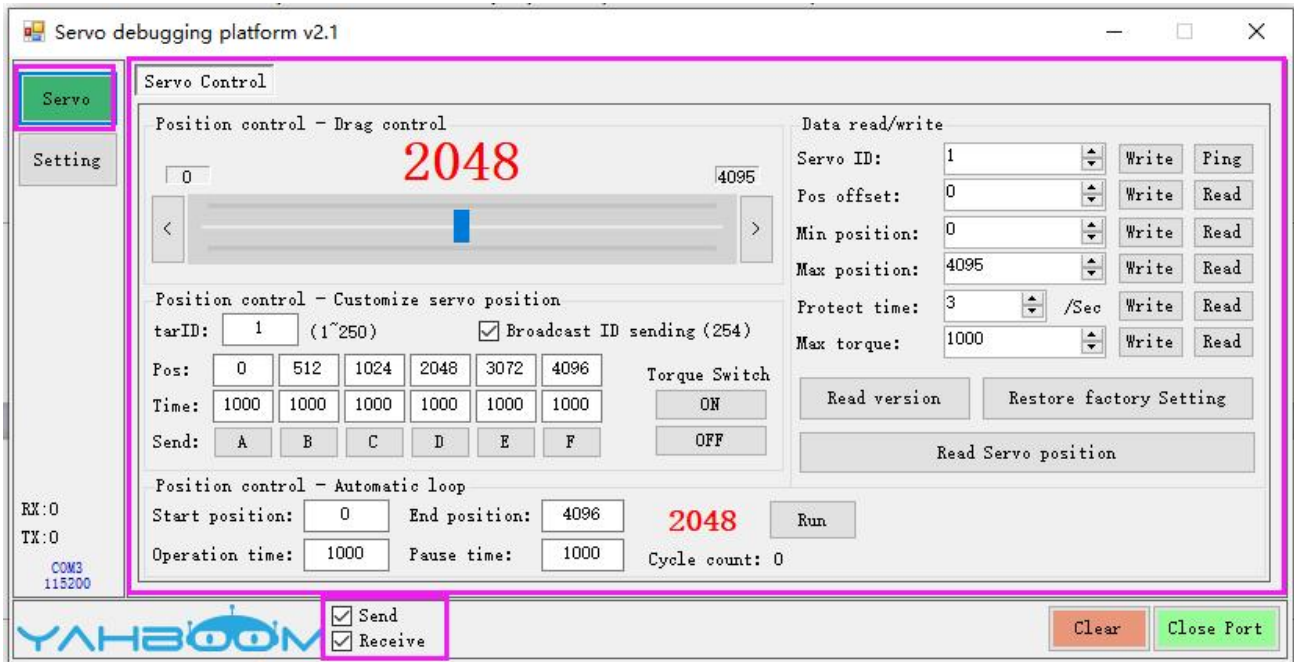 Servo debugging platform v2.1
Servo
Setting
RX:0
TX:0
COM3
115200
Servo Control
Position control - Drag control
2048
0
4095
<
>
Position control - Customize servo position
tarID: 1 (1~250) Broadcast ID sending (254)
Pos: 0 512 1024 2048 3072 4096
Time: 1000 1000 1000 1000 1000 1000
Send: A B C D E F
Torque Switch
ON
OFF
Data read/write
Servo ID: 1 Write Ping
Pos offset: 0 Write Read
Min position: 0 Write Read
Max position: 4095 Write Read
Protect time: 3 /Sec Write Read
Max torque: 1000 Write Read
Read version Restore factory Setting
Read Servo position
Position control - Automatic loop
Start position: 0 End position: 4096 2048 Run
Operation time: 1000 Pause time: 1000 Cycle count: 0
YAHBOOM
Send
Receive
Clear Close Port